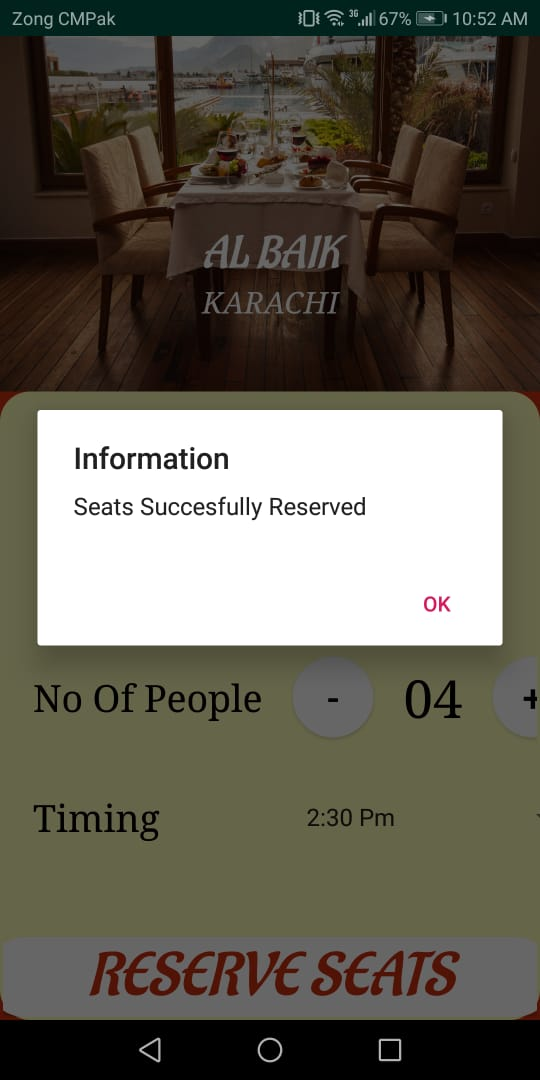 Zong CMPak 3G 67% 10:52 AM
AL BAIK
KARACHI
Information
Seats Succesfully Reserved
OK
No Of People - 04 +
Timing 2:30 Pm
RESERVE SEATS